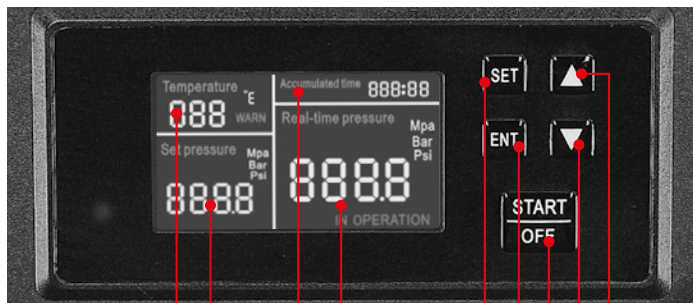 Temperature
°E
888
WARN
Accumulated time 888:88
Set pressure
Mpa
Bar
Psi
888.8
Real-time pressure
Mpa
Bar
Psi
888.8
IN OPERATION
SET
ENT
START
OFF